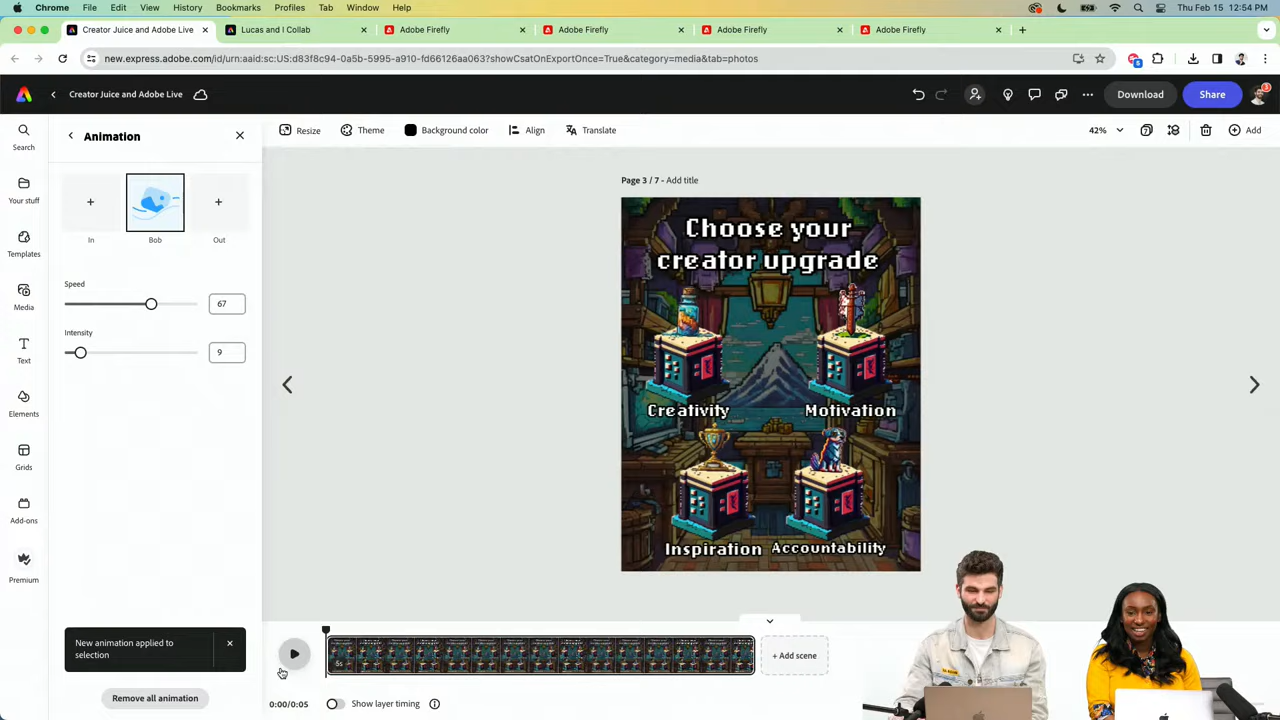 Chrome File Edit View History Bookmarks Profiles Tab Window Help
Thu Feb 15 12:54 PM
Creator Juice and Adobe Live
Lucas and I Collab
Adobe Firefly
Adobe Firefly
Adobe Firefly
Adobe Firefly
new.express.adobe.com/id/urn:aaid:sc:US:d83f8c94-0a5b-5995-a910-fd66126aa063?showCsatOnExportOnce=True&category=media&tab=photos
Creator Juice and Adobe Live
Download
Share
3
Search
Your stuff
Templates
Media
Text
Elements
Grids
Add-ons
Premium
Animation
In
Bob
Out
Speed
67
Intensity
9
New animation applied to
selection
Remove all animation
Resize
Theme
Background color
Align
Translate
42%
7
Add
Page 3 / 7 - Add title
Choose your
creator upgrade
Creativity
Motivation
Inspiration
Accountability
6s
+ Add scene
0:00/0:05
Show layer timing